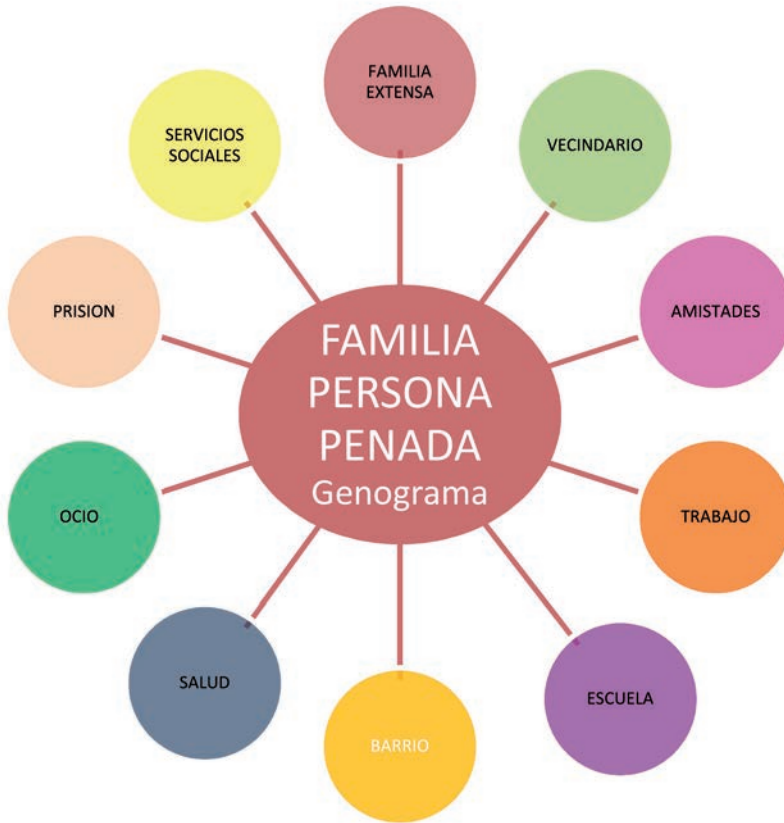 FAMILIA
EXTENSA
SERVICIOS
SOCIALES
VECINDARIO
PRISION
AMISTADES
FAMILIA
PERSONA
PENADA
Genograma
OCIO
TRABAJO
SALUD
ESCUELA
BARRIO